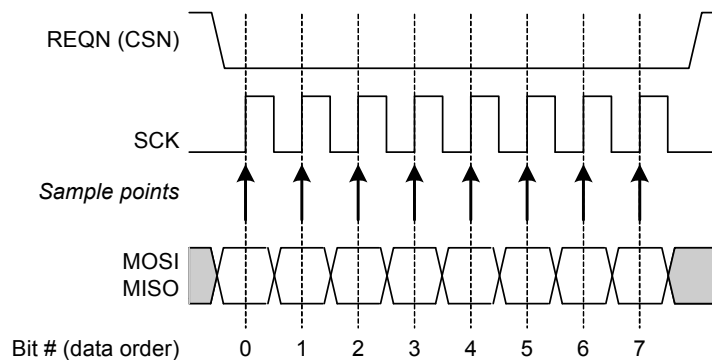 REQN (CSN)
SCK
Sample points
MOSI
MISO
Bit # (data order) 0 1 2 3 4 5 6 7